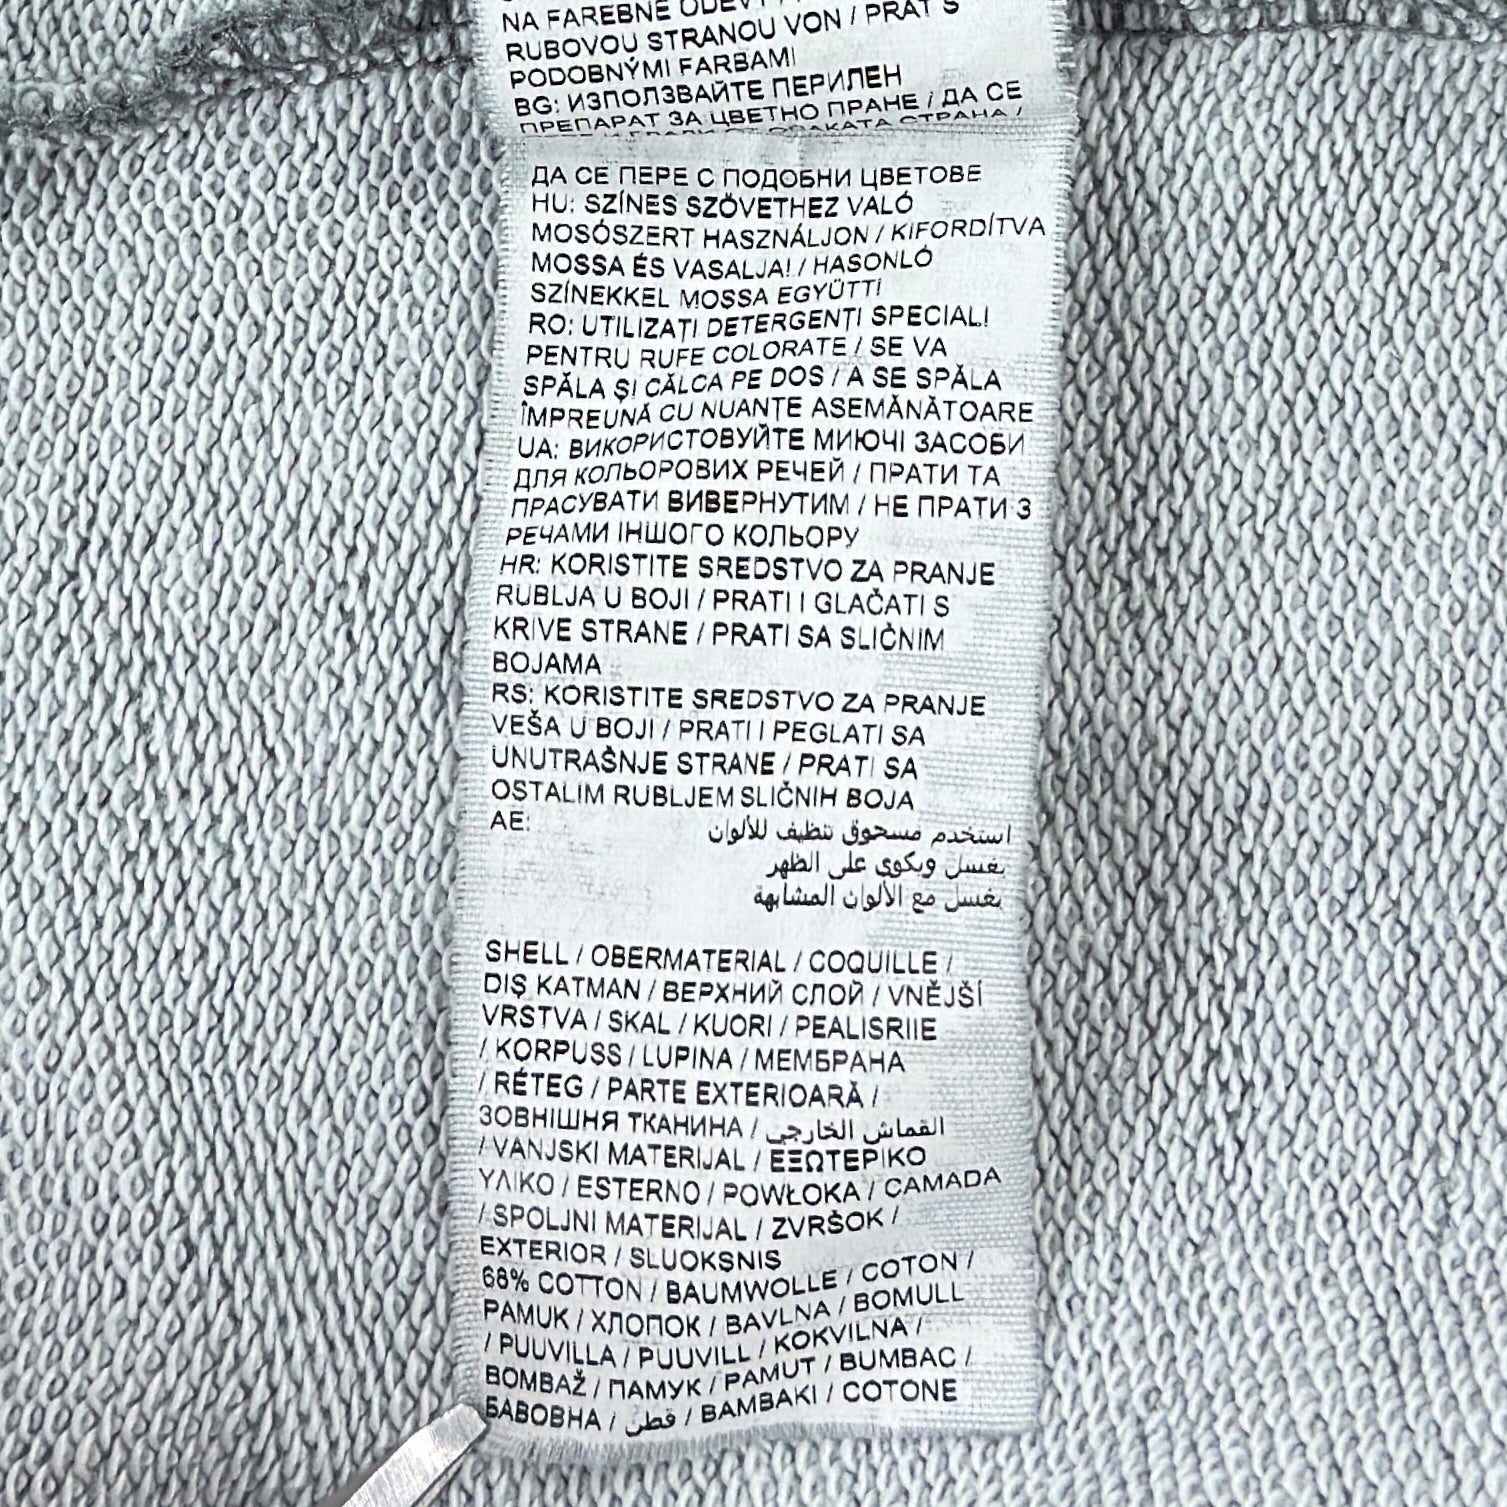 NA FAREBNÉ
RUBOVOU STRANOU VON / PRAŤ S
PODOBNÝMI FARBAMI
BG: ИЗПОЛЗВАЙТЕ ПЕРИЛЕН
ПРЕПАРАТ ЗА ЦВЕТНО ПРАНЕ / ДА СЕ
СТРАНА /
ДА СЕ ПЕРЕ С ПОДОБНИ ЦВЕТОВЕ
HU: SZÍNES SZÖVETHEZ VALÓ
MOSÓSZERT HASZNÁLJON / KIFORDÍTVA
MOSSA ÉS VASALJA! / HASONLÓ
SZÍNEKKEL MOSSA EGYÜTT!
RO: UTILIZAȚI DETERGENȚI SPECIALI
PENTRU RUFE COLORATE / SE VA
SPĂLA ȘI CĂLCA PE DOS / A SE SPĂLA
ÎMPREUNĂ CU NUANȚE ASEMĂNĂTOARE
UA: ВИКОРИСТОВУЙТЕ МИЮЧІ ЗАСОБИ
ДЛЯ КОЛЬОРОВИХ РЕЧЕЙ / ПРАТИ ТА
ПРАСУВАТИ ВИВЕРНУТИМ / НЕ ПРАТИ З
РЕЧАМИ ІНШОГО КОЛЬОРУ
HR: KORISTITE SREDSTVO ZA PRANJE
RUBLJA U BOJI / PRATI I GLAČATI S
KRIVE STRANE / PRATI SA SLIČNIM
BOJAMA
RS: KORISTITE SREDSTVO ZA PRANJE
VEŠA U BOJI / PRATI I PEGLATI SA
UNUTRAŠNJE STRANE / PRATI SA
OSTALIM RUBLJEM SLIČNIH BOJA
AE: استخدم مسحوق تنظيف للألوان
يغسل ويكوى على الظهر
يغسل مع الألوان المشابهة
SHELL / OBERMATERIAL / COQUILLE /
DIŞ KATMAN / ВЕРХНИЙ СЛОЙ / VNĚJŠÍ
VRSTVA / SKAL / KUORI / PEALISRIIE
/ KORPUSS / LUPINA / МЕМБРАНА
/ RÉTEG / PARTE EXTERIOARĂ /
ЗОВНІШНЯ ТКАНИНА / القماش الخارجي
/ VANJSKI MATERIJAL / ΕΞΩΤΕΡΙΚΟ
ΥΛΙΚΟ / ESTERNO / POWŁOKA / CAMADA
/ SPOLJNI MATERIJAL / ZVRŠOK /
EXTERIOR / SLUOKSNIS
68% COTTON / BAUMWOLLE / COTON /
PAMUK / ХЛОПОК / BAVLNA / BOMULL
/ PUUVILLA / PUUVILL / KOKVILNA /
BOMBAŽ / ПАМУК / PAMUT / BUMBAC /
БАВОВНА / قطن / BAMBAKI / COTONE